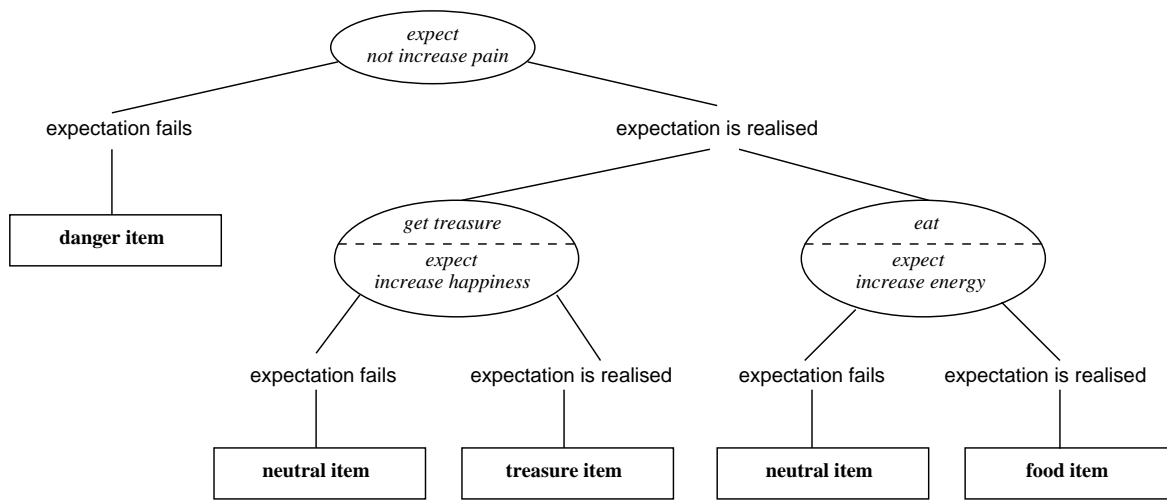 expect
not increase pain
expectation fails
expectation is realised
danger item
get treasure
expect
increase happiness
eat
expect
increase energy
expectation fails
expectation is realised
expectation fails
expectation is realised
neutral item
treasure item
neutral item
food item